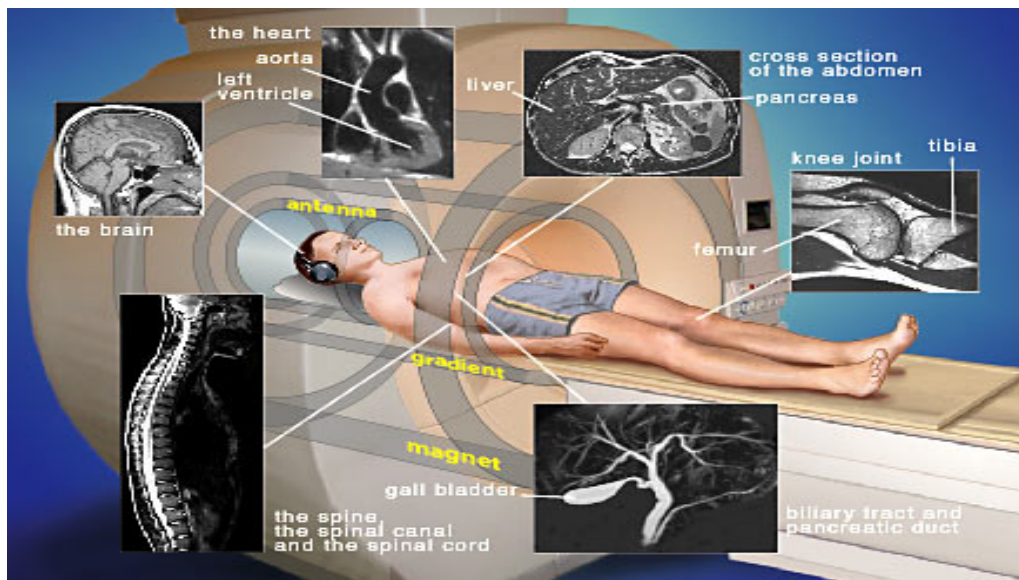 the heart
aorta
left
ventricle
liver
cross section
of the abdomen
pancreas
knee joint
tibia
femur
the brain
antenna
gradient
magnet
gall bladder
biliary tract and
pancreatic duct
the spine,
the spinal canal
and the spinal cord